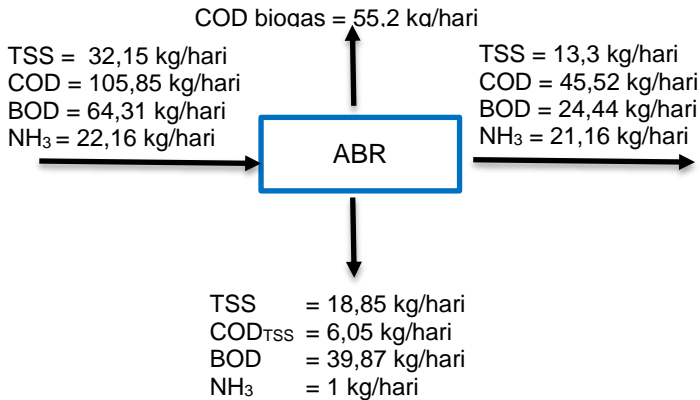 COD biogas = 55,2 kg/hari
TSS = 32,15 kg/hari
COD = 105,85 kg/hari
BOD = 64,31 kg/hari
NH₃ = 22,16 kg/hari
ABR
TSS = 13,3 kg/hari
COD = 45,52 kg/hari
BOD = 24,44 kg/hari
NH₃ = 21,16 kg/hari
TSS = 18,85 kg/hari
CODTSS = 6,05 kg/hari
BOD = 39,87 kg/hari
NH₃ = 1 kg/hari